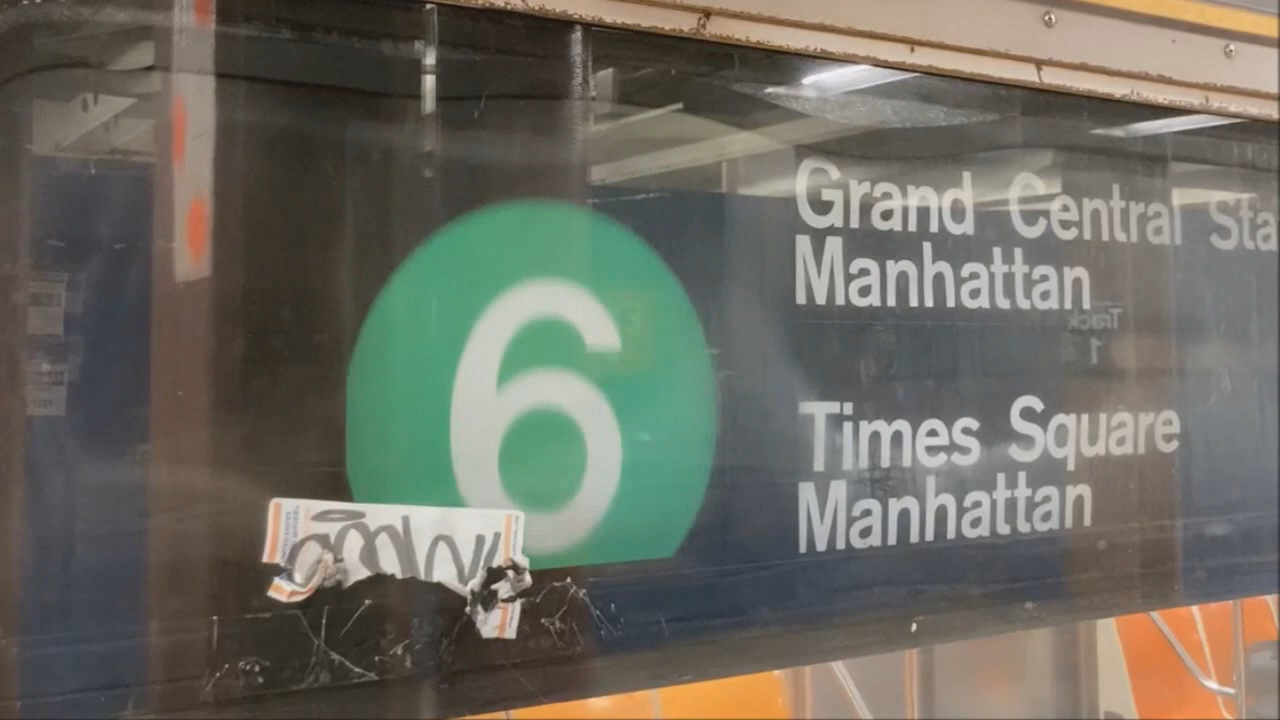 6
Grand Central Sta
Manhattan
Track
1
Times Square
Manhattan